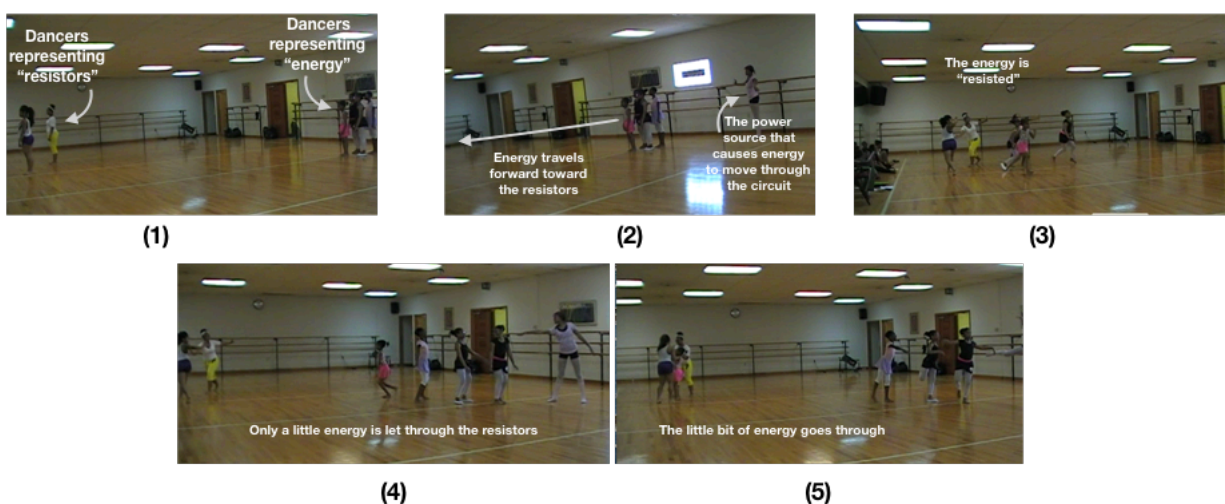 Dancers
representing
"resistors"
Dancers
representing
"energy"
(1)
Energy travels
forward toward
the resistors
The power
source that
causes energy
to move through
the circuit
(2)
The energy is
"resisted"
(3)
Only a little energy is let through the resistors
(4)
The little bit of energy goes through
(5)